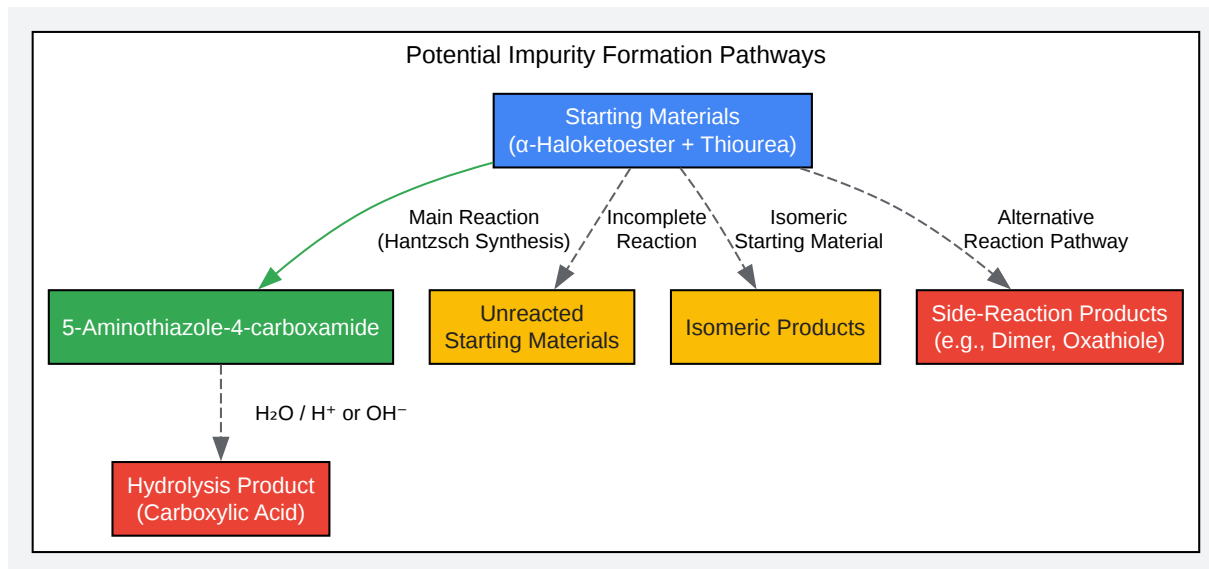 Potential Impurity Formation Pathways
Starting Materials
(α-Haloketoester + Thiourea)
Main Reaction
(Hantzsch Synthesis)
Incomplete
Reaction
Isomeric
Starting Material
Alternative
Reaction Pathway
5-Aminothiazole-4-carboxamide
Unreacted
Starting Materials
Isomeric Products
Side-Reaction Products
(e.g., Dimer, Oxathiole)
H₂O / H⁺ or OH⁻
Hydrolysis Product
(Carboxylic Acid)